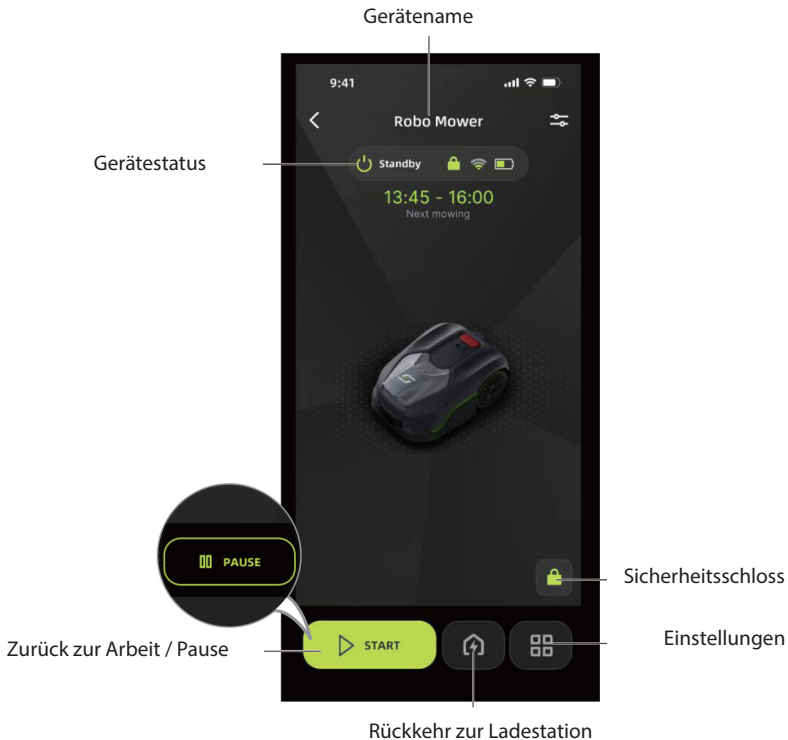 Gerätename
9:41
Robo Mower
Gerätestatus
Standby
13:45 - 16:00
Next mowing
PAUSE
Sicherheitsschloss
Zurück zur Arbeit / Pause
START
Einstellungen
Rückkehr zur Ladestation